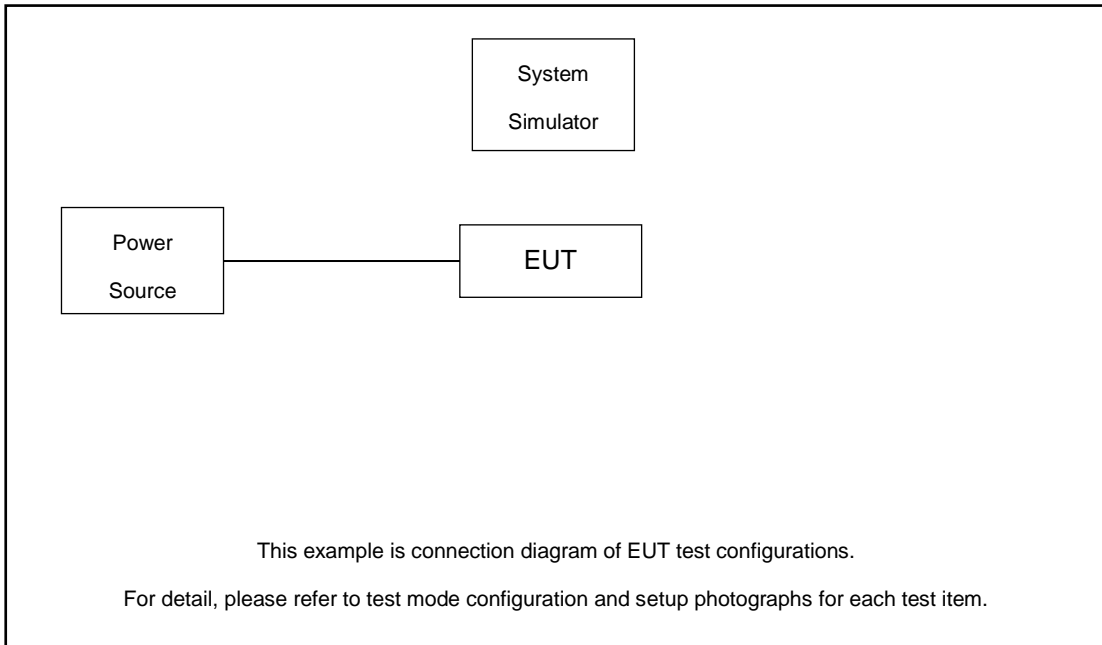 System
Simulator
Power
Source
EUT
This example is connection diagram of EUT test configurations.
For detail, please refer to test mode configuration and setup photographs for each test item.